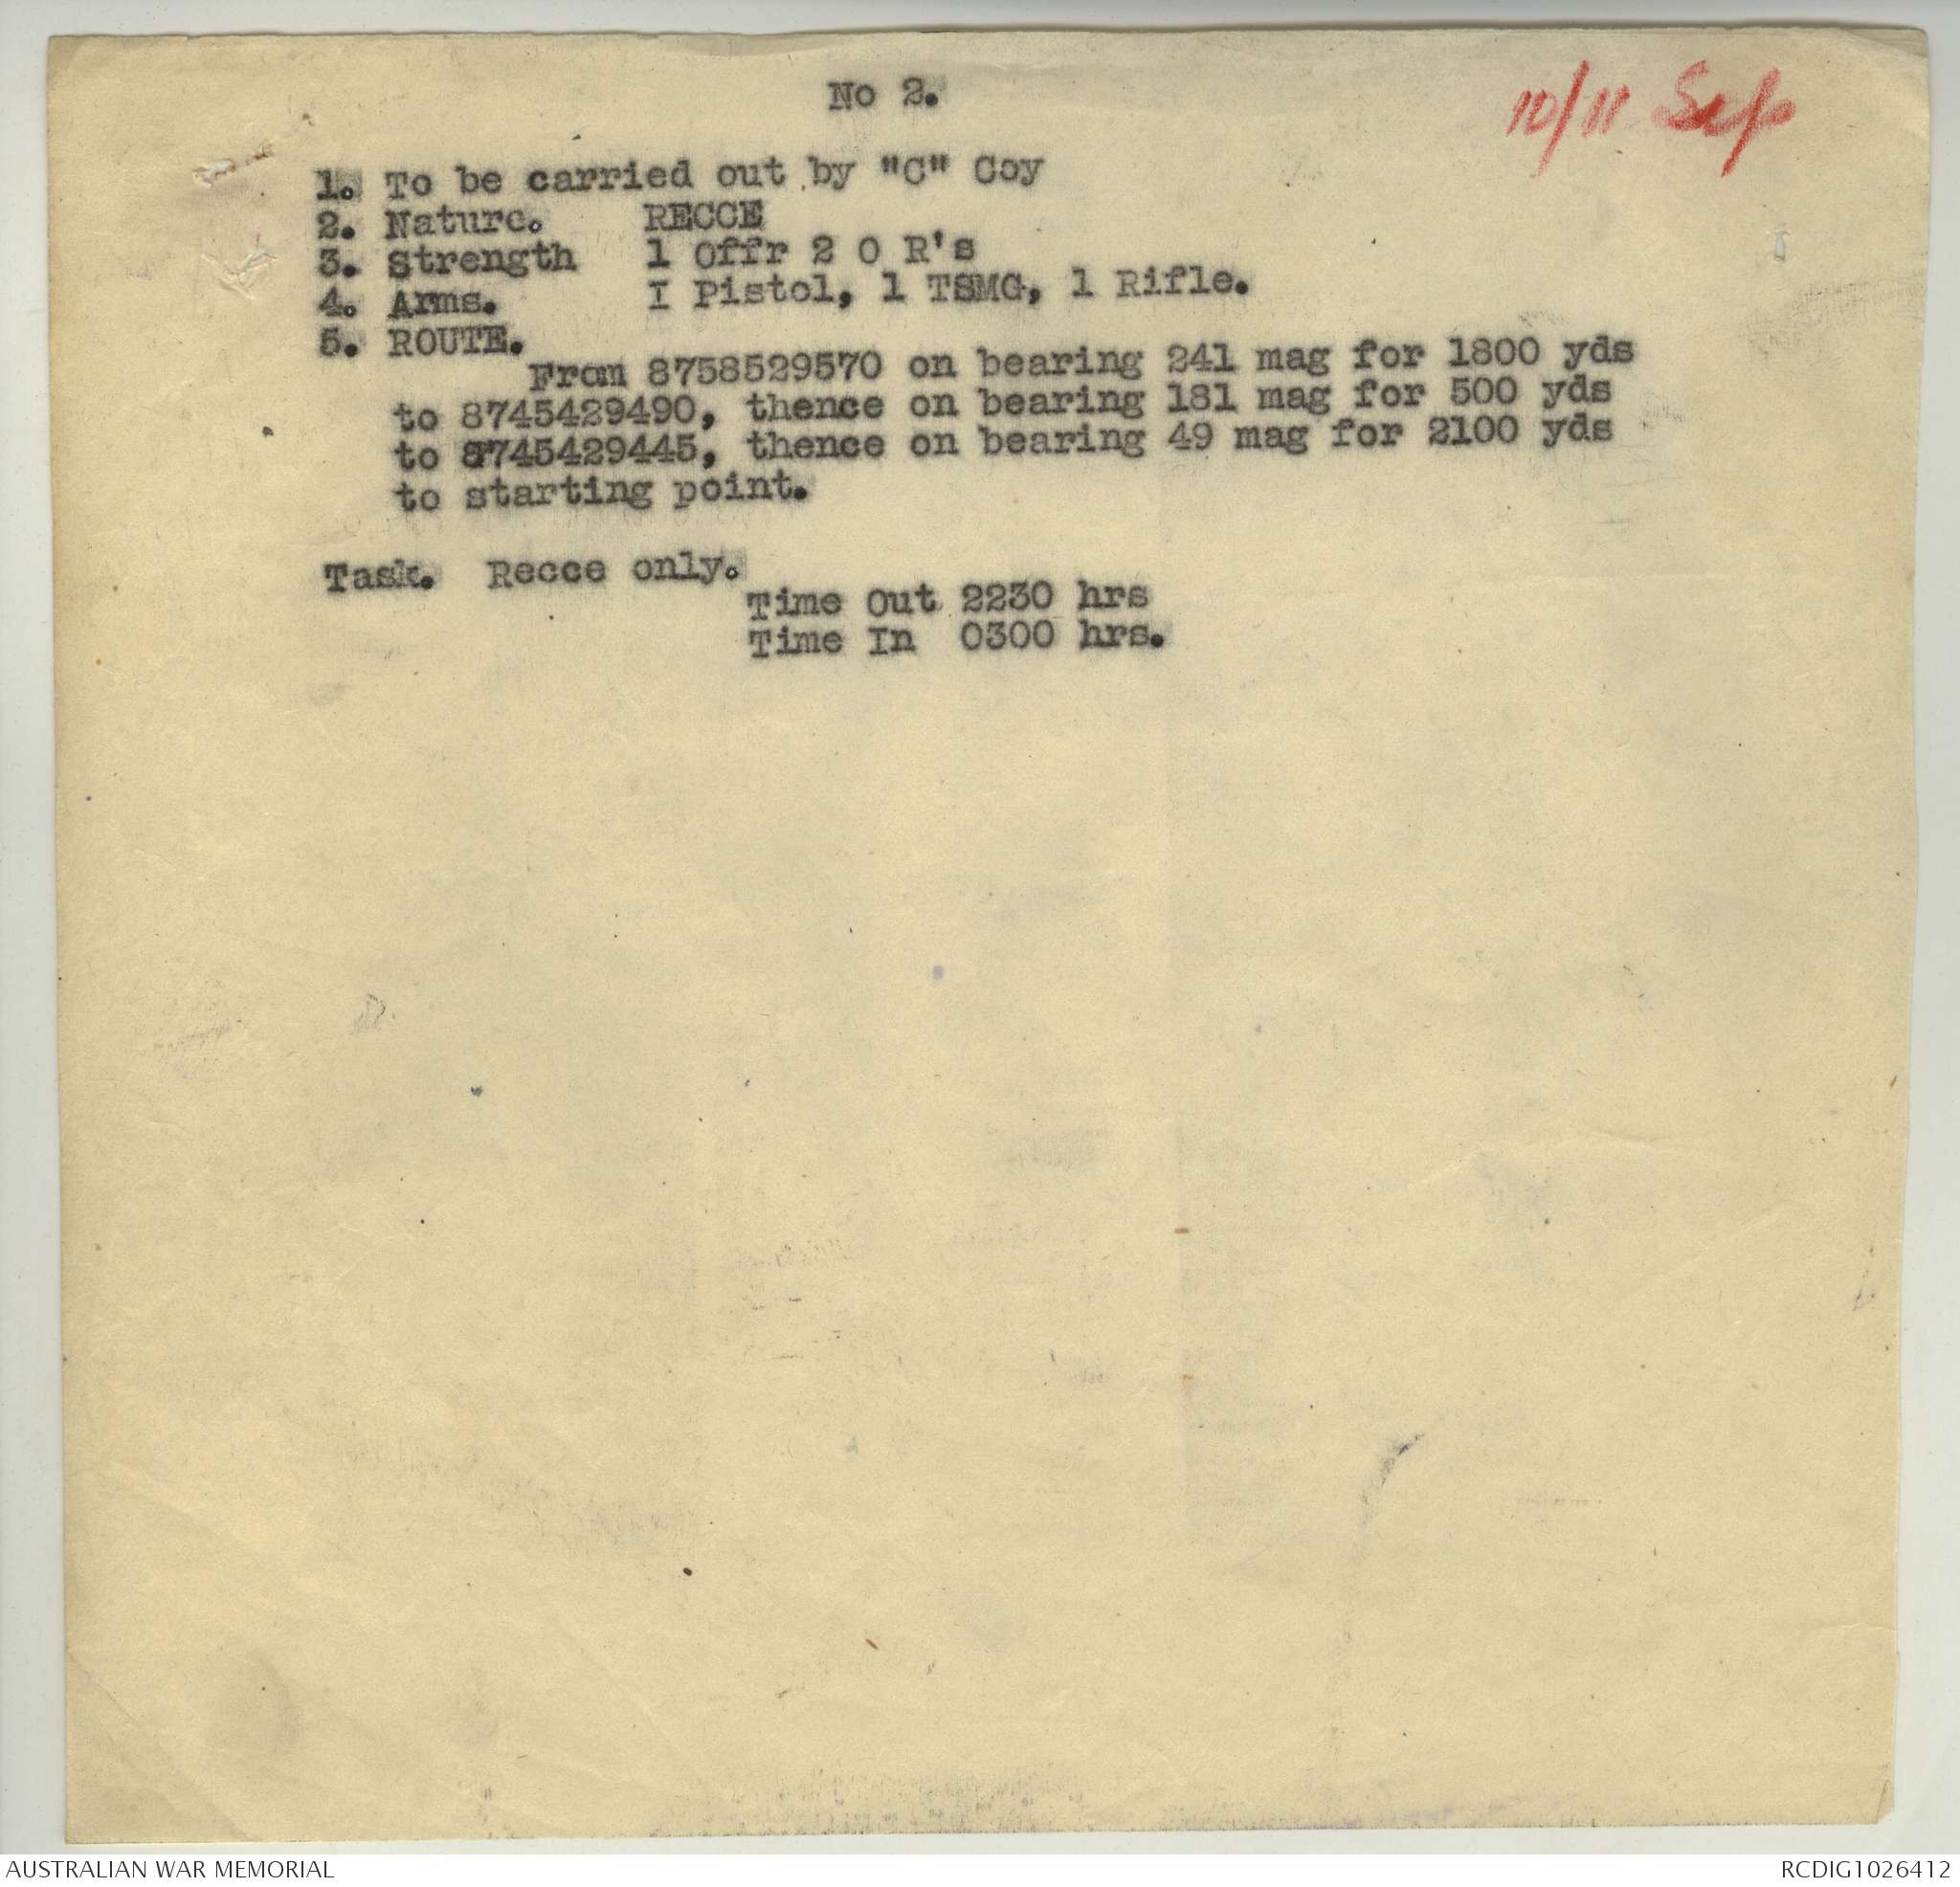 No 2.
10/11 Sep
1. To be carried out by "C" Coy
2. Nature. RECCE
3. Strength 1 Offr 2 O R's
4. Arms. I Pistol, 1 TSMG, 1 Rifle.
5. ROUTE.
From 8758529570 on bearing 241 mag for 1800 yds
to 8745429490, thence on bearing 181 mag for 500 yds
to 8745429445, thence on bearing 49 mag for 2100 yds
to starting point.
Task. Recce only.
Time Out 2230 hrs
Time In 0300 hrs.
AUSTRALIAN WAR MEMORIAL
RCDIG1026412